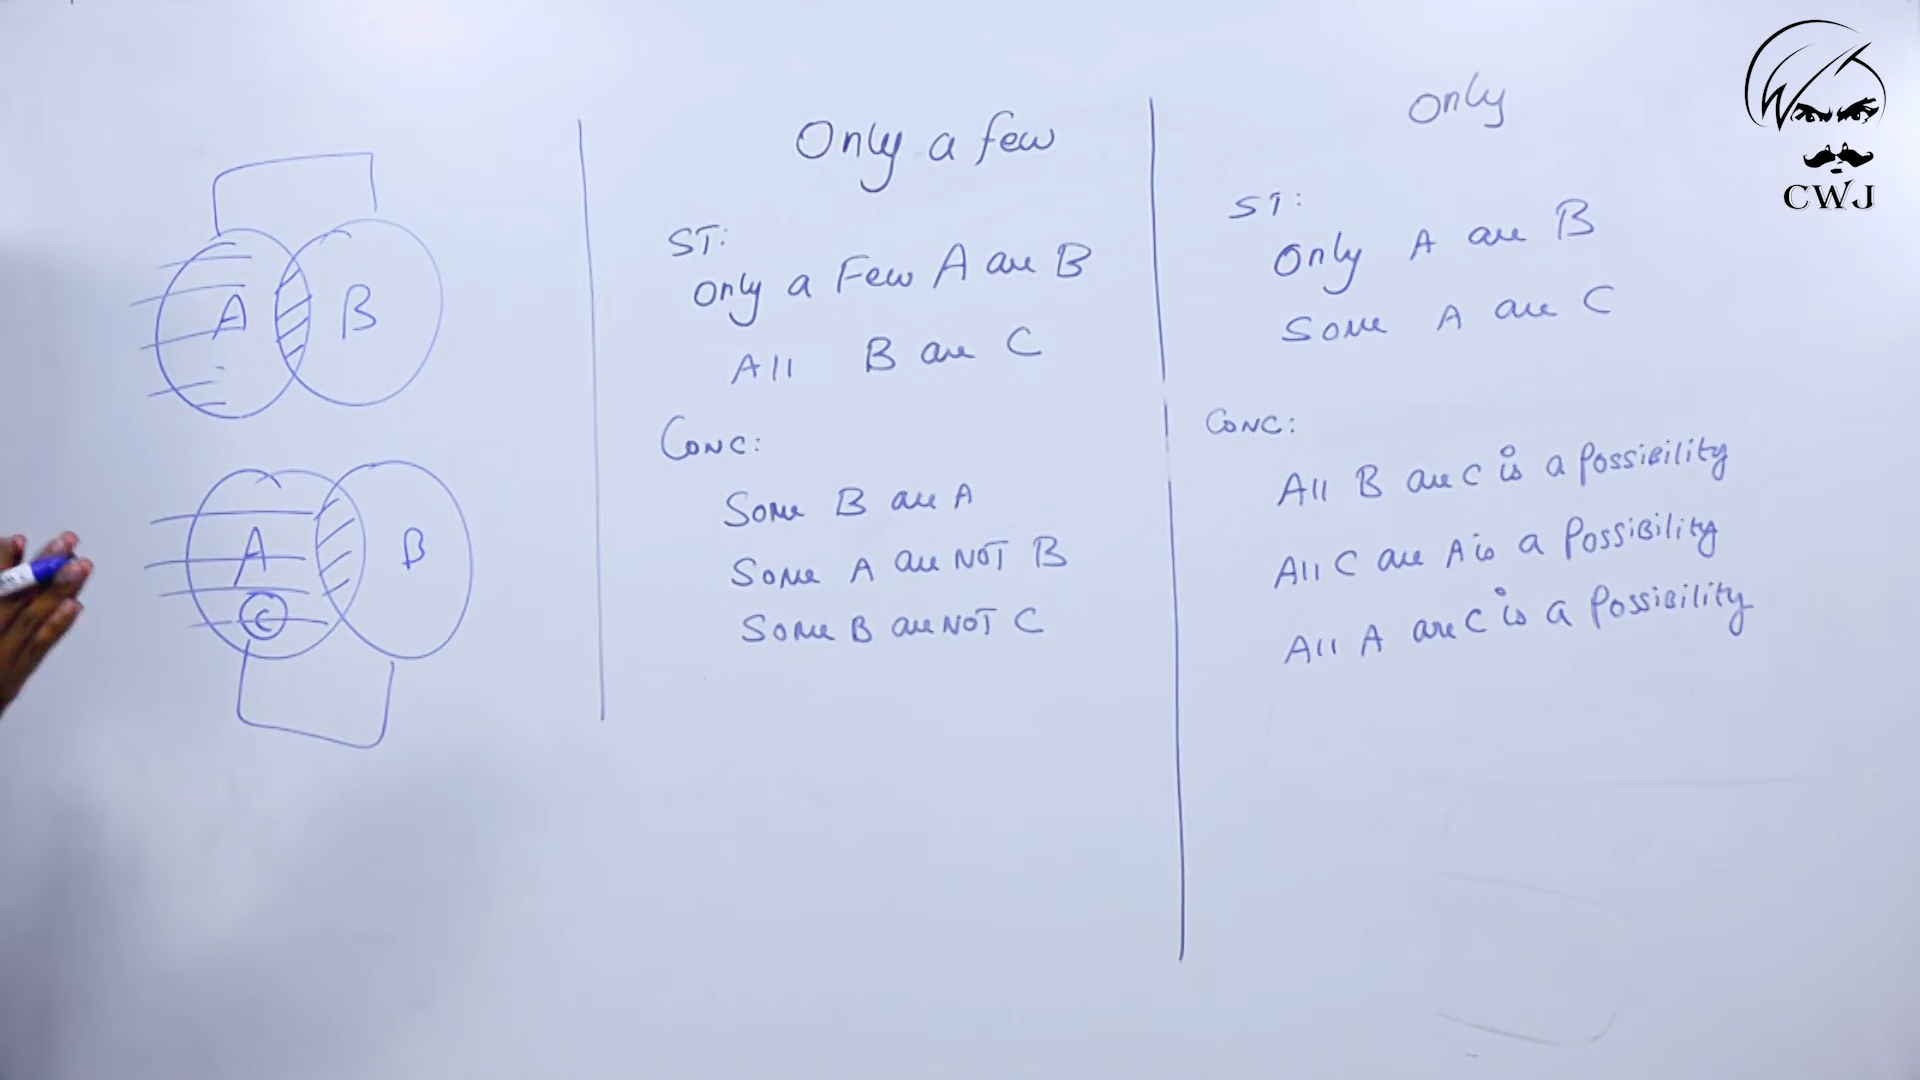 A B
A B
C
Only a few
ST:
Only a Few A are B
All B are C
CONC:
Some B are A
Some A are NOT B
Some B are NOT C
Only
ST:
Only A are B
Some A are C
CONC:
All B are C is a Possibility
All C are A is a Possibility
All A are C is a Possibility
CWJ